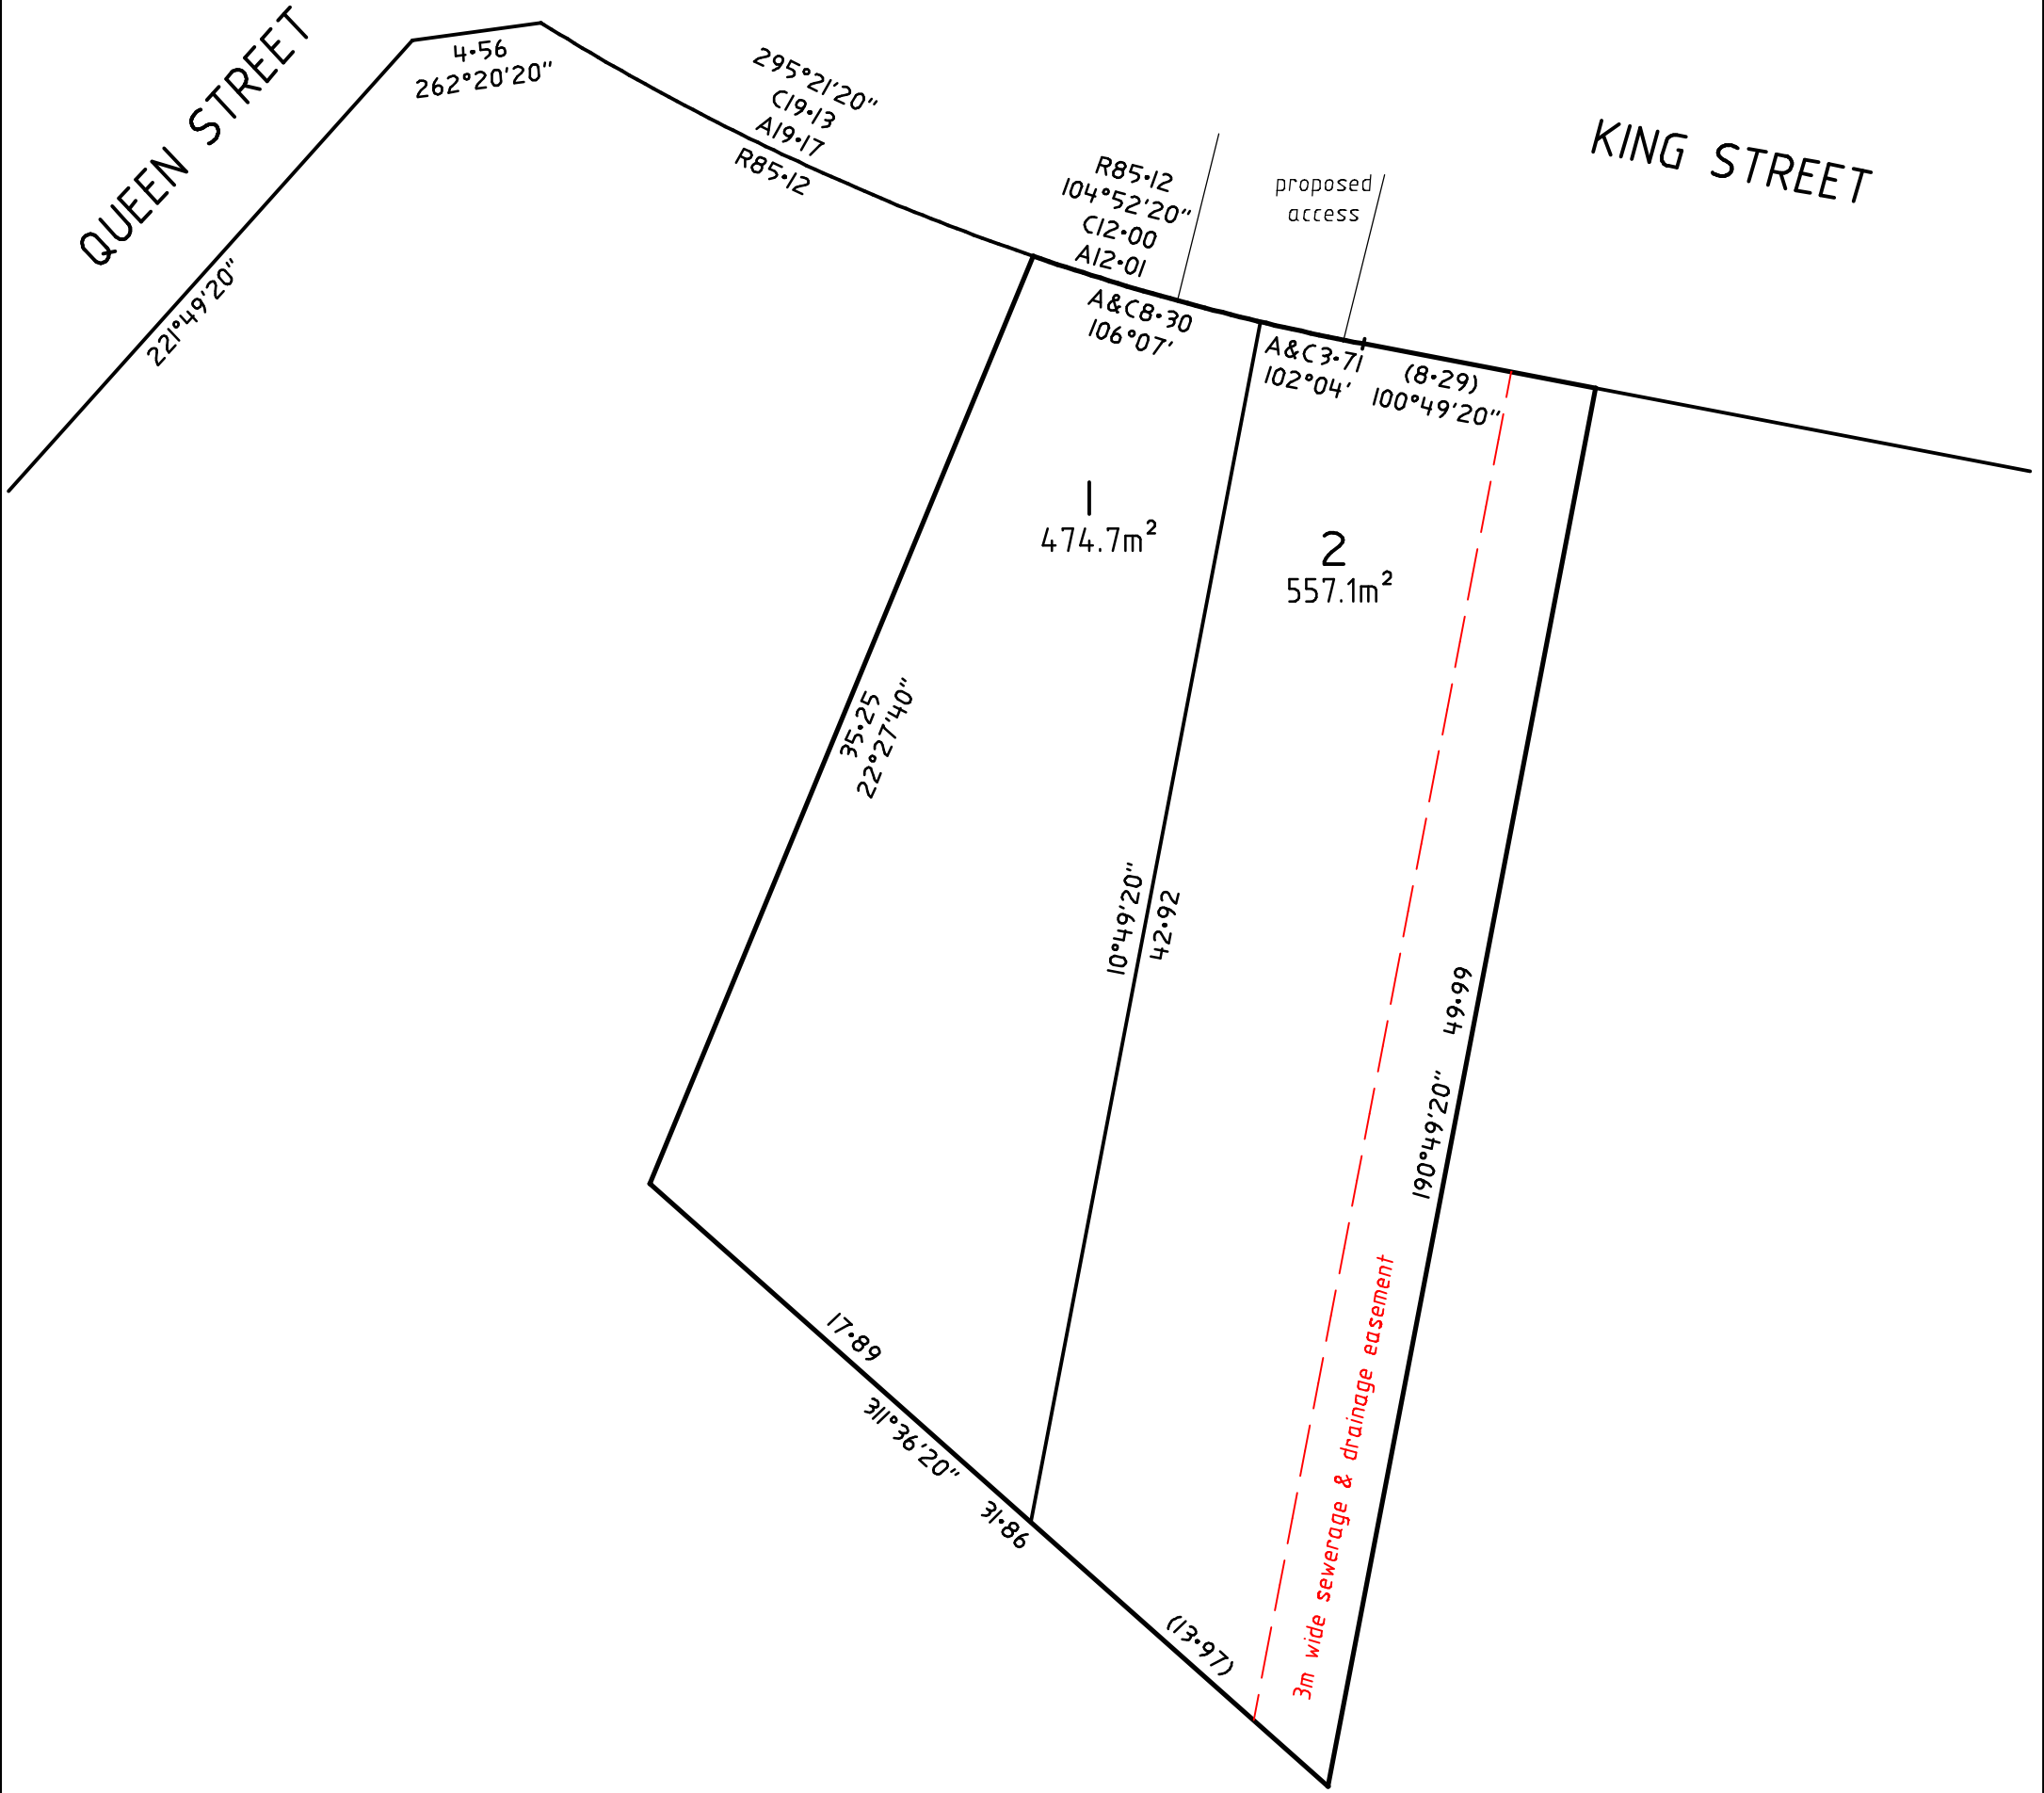 QUEEN STREET
4·56
262°20'20"
221°49'20"
295°21'20"
C19·13
A19·17
R85·12
R85·12
104°52'20"
C12·00
A12·01
proposed
access
KING STREET
A&C8·30
106°07'
A&C3·71
102°04'
(8·29)
100°49'20"
1
474.7m²
2
557.1m²
35·25
22°27'40"
10°49'20"
42·92
49·99
190°49'20"
3m wide sewerage & drainage easement
17·89
311°36'20"
31·86
(13·97)